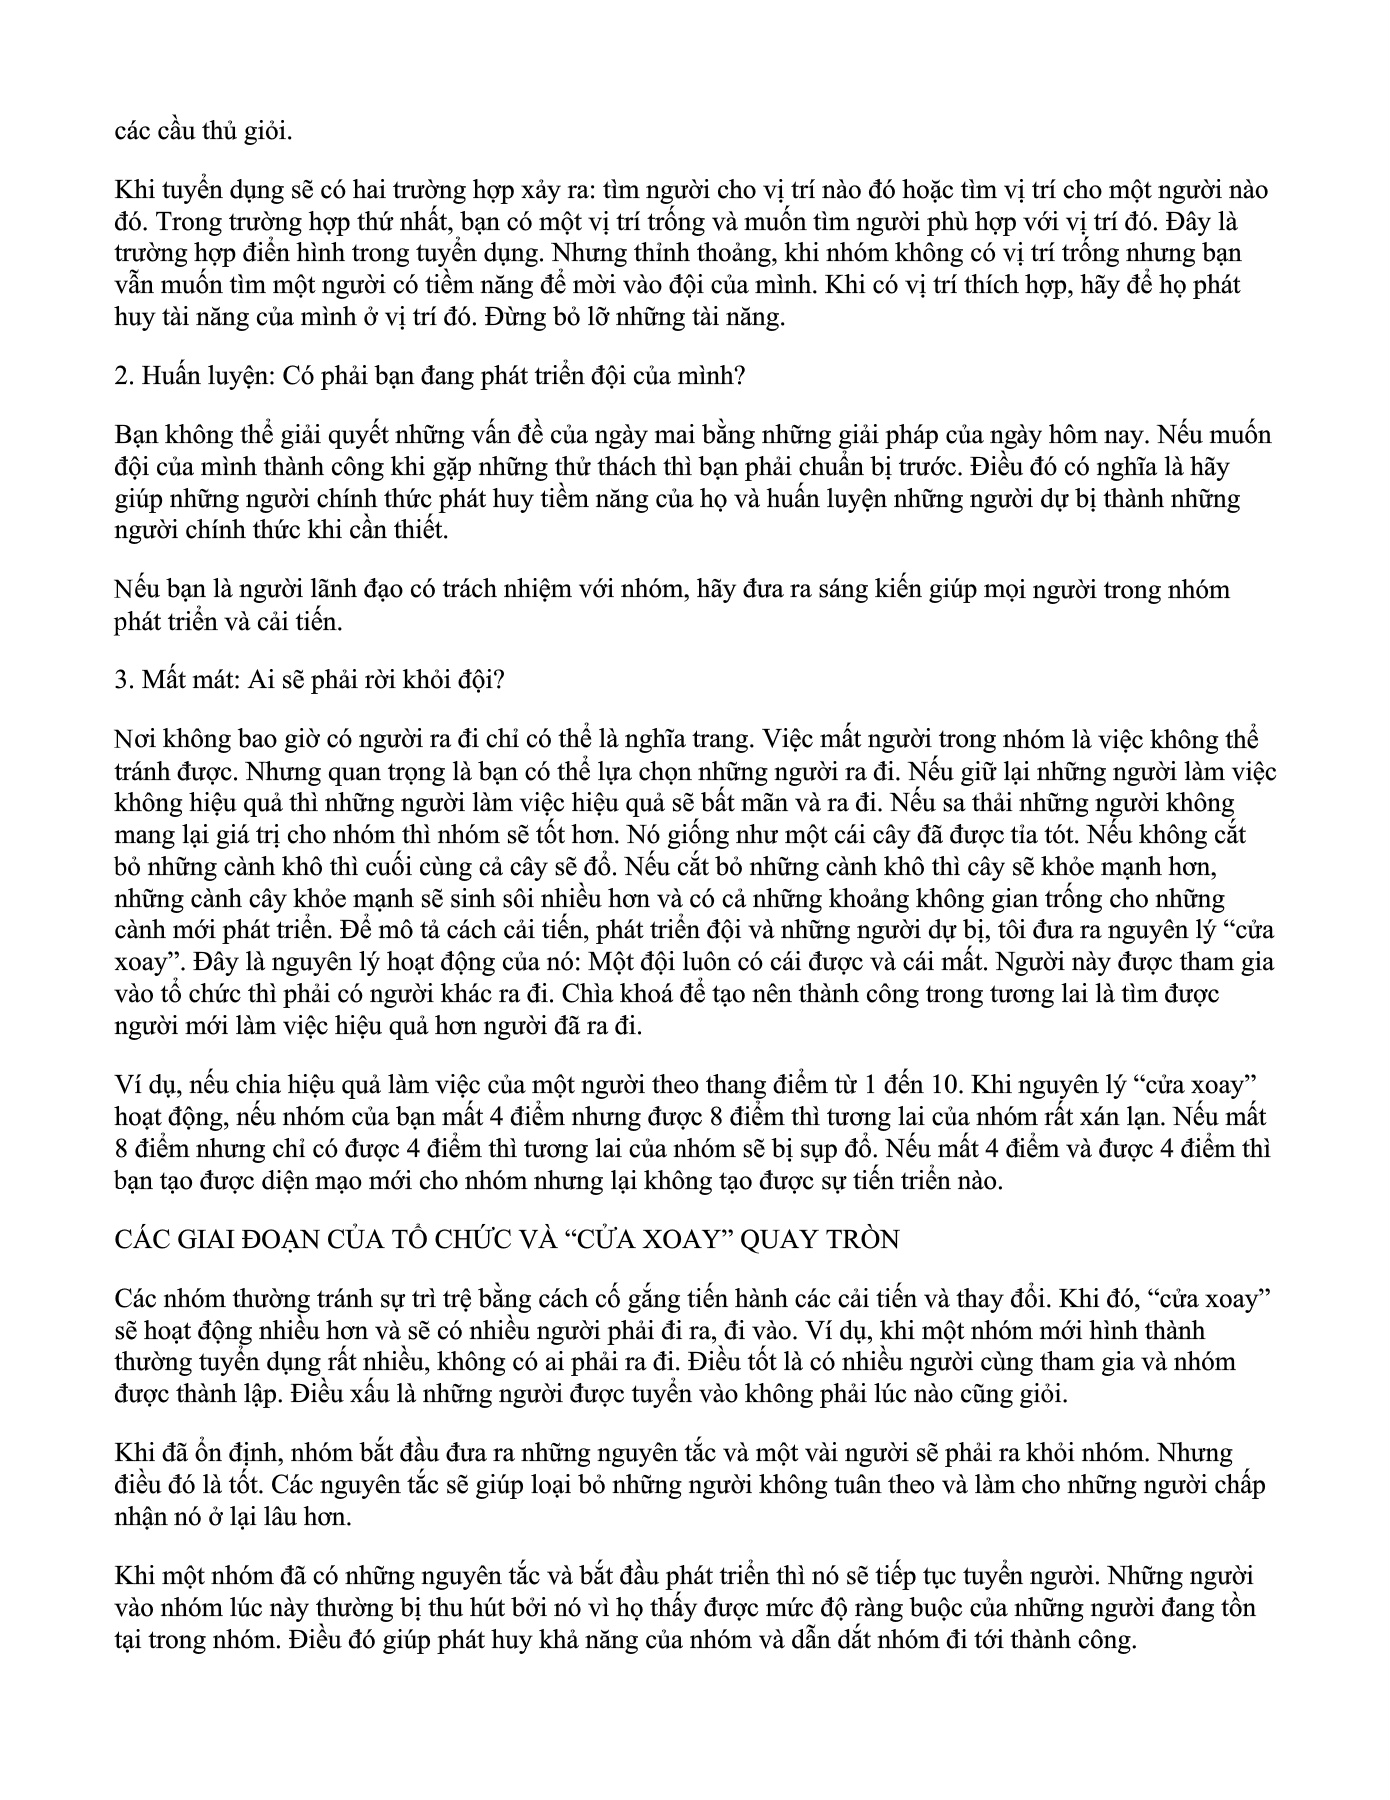 các cầu thủ giỏi.
Khi tuyển dụng sẽ có hai trường hợp xảy ra: tìm người cho vị trí nào đó hoặc tìm vị trí cho một người nào
đó. Trong trường hợp thứ nhất, bạn có một vị trí trống và muốn tìm người phù hợp với vị trí đó. Đây là
trường hợp điển hình trong tuyển dụng. Nhưng thỉnh thoảng, khi nhóm không có vị trí trống nhưng bạn
vẫn muốn tìm một người có tiềm năng để mời vào đội của mình. Khi có vị trí thích hợp, hãy để họ phát
huy tài năng của mình ở vị trí đó. Đừng bỏ lỡ những tài năng.
2. Huấn luyện: Có phải bạn đang phát triển đội của mình?
Bạn không thể giải quyết những vấn đề của ngày mai bằng những giải pháp của ngày hôm nay. Nếu muốn
đội của mình thành công khi gặp những thử thách thì bạn phải chuẩn bị trước. Điều đó có nghĩa là hãy
giúp những người chính thức phát huy tiềm năng của họ và huấn luyện những người dự bị thành những
người chính thức khi cần thiết.
Nếu bạn là người lãnh đạo có trách nhiệm với nhóm, hãy đưa ra sáng kiến giúp mọi người trong nhóm
phát triển và cải tiến.
3. Mất mát: Ai sẽ phải rời khỏi đội?
Nơi không bao giờ có người ra đi chỉ có thể là nghĩa trang. Việc mất người trong nhóm là việc không thể
tránh được. Nhưng quan trọng là bạn có thể lựa chọn những người ra đi. Nếu giữ lại những người làm việc
không hiệu quả thì những người làm việc hiệu quả sẽ bất mãn và ra đi. Nếu sa thải những người không
mang lại giá trị cho nhóm thì nhóm sẽ tốt hơn. Nó giống như một cái cây đã được tỉa tót. Nếu không cắt
bỏ những cành khô thì cuối cùng cả cây sẽ đổ. Nếu cắt bỏ những cành khô thì cây sẽ khỏe mạnh hơn,
những cành cây khỏe mạnh sẽ sinh sôi nhiều hơn và có cả những khoảng không gian trống cho những
cành mới phát triển. Để mô tả cách cải tiến, phát triển đội và những người dự bị, tôi đưa ra nguyên lý “cửa
xoay”. Đây là nguyên lý hoạt động của nó: Một đội luôn có cái được và cái mất. Người này được tham gia
vào tổ chức thì phải có người khác ra đi. Chìa khoá để tạo nên thành công trong tương lai là tìm được
người mới làm việc hiệu quả hơn người đã ra đi.
Ví dụ, nếu chia hiệu quả làm việc của một người theo thang điểm từ 1 đến 10. Khi nguyên lý “cửa xoay”
hoạt động, nếu nhóm của bạn mất 4 điểm nhưng được 8 điểm thì tương lai của nhóm rất xán lạn. Nếu mất
8 điểm nhưng chỉ có được 4 điểm thì tương lai của nhóm sẽ bị sụp đổ. Nếu mất 4 điểm và được 4 điểm thì
bạn tạo được diện mạo mới cho nhóm nhưng lại không tạo được sự tiến triển nào.
CÁC GIAI ĐOẠN CỦA TỔ CHỨC VÀ “CỬA XOAY” QUAY TRÒN
Các nhóm thường tránh sự trì trệ bằng cách cố gắng tiến hành các cải tiến và thay đổi. Khi đó, “cửa xoay”
sẽ hoạt động nhiều hơn và sẽ có nhiều người phải đi ra, đi vào. Ví dụ, khi một nhóm mới hình thành
thường tuyển dụng rất nhiều, không có ai phải ra đi. Điều tốt là có nhiều người cùng tham gia và nhóm
được thành lập. Điều xấu là những người được tuyển vào không phải lúc nào cũng giỏi.
Khi đã ổn định, nhóm bắt đầu đưa ra những nguyên tắc và một vài người sẽ phải ra khỏi nhóm. Nhưng
điều đó là tốt. Các nguyên tắc sẽ giúp loại bỏ những người không tuân theo và làm cho những người chấp
nhận nó ở lại lâu hơn.
Khi một nhóm đã có những nguyên tắc và bắt đầu phát triển thì nó sẽ tiếp tục tuyển người. Những người
vào nhóm lúc này thường bị thu hút bởi nó vì họ thấy được mức độ ràng buộc của những người đang tồn
tại trong nhóm. Điều đó giúp phát huy khả năng của nhóm và dẫn dắt nhóm đi tới thành công.